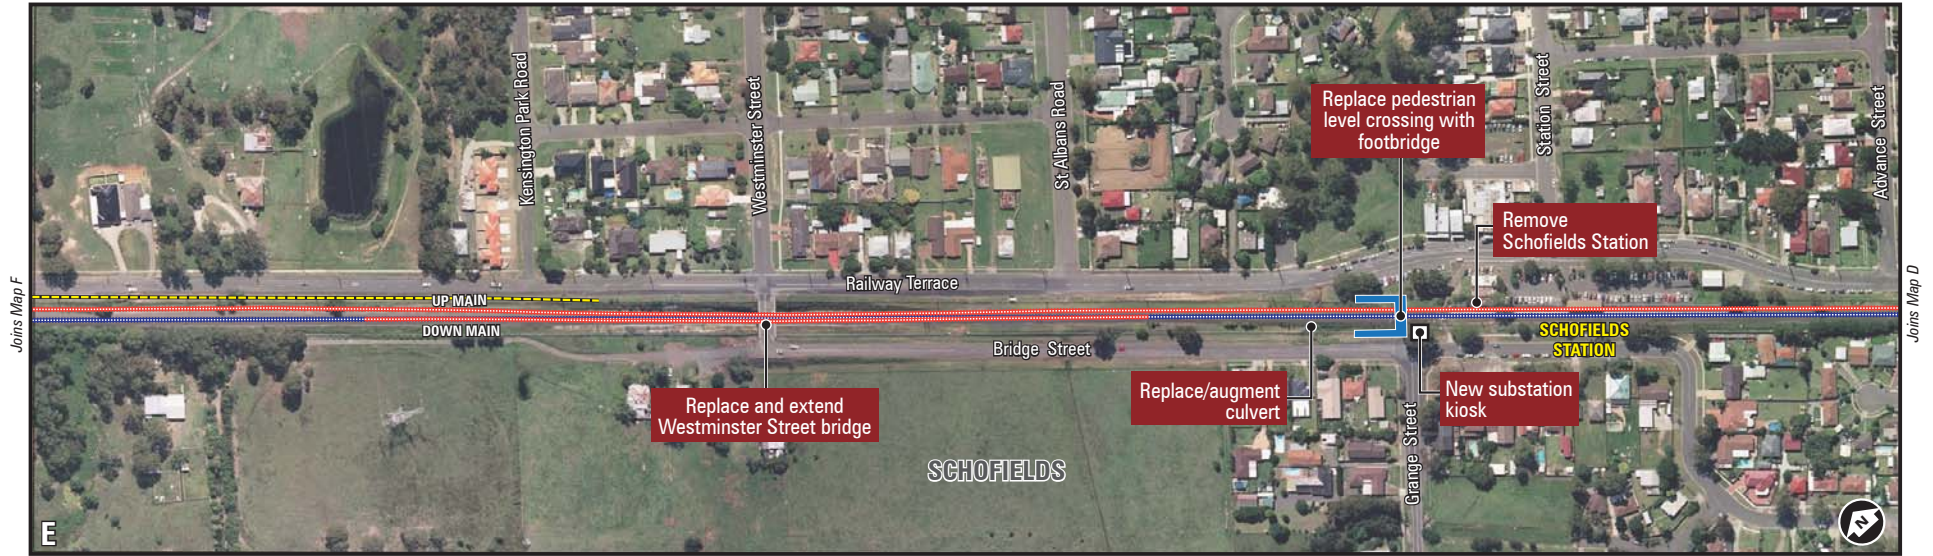 Joins Map F
Kensington Park Road
Westminster Street
St Albans Road
Replace pedestrian
level crossing with
footbridge
Station Street
Advance Street
Remove
Schofields Station
Railway Terrace
UP MAIN
DOWN MAIN
Joins Map D
SCHOFIELDS
STATION
Bridge Street
Replace and extend
Westminster Street bridge
Replace/augment
culvert
New substation
kiosk
Grange Street
SCHOFIELDS
E
N